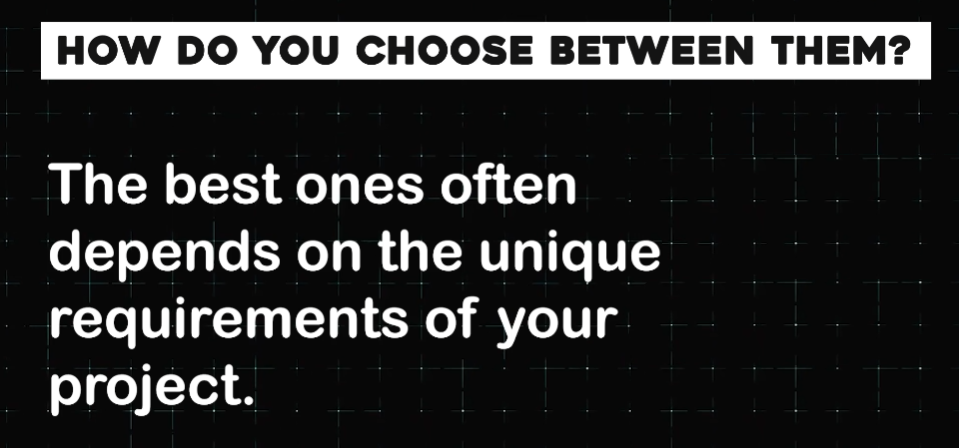 HOW DO YOU CHOOSE BETWEEN THEM?
The best ones often
depends on the unique
requirements of your
project.